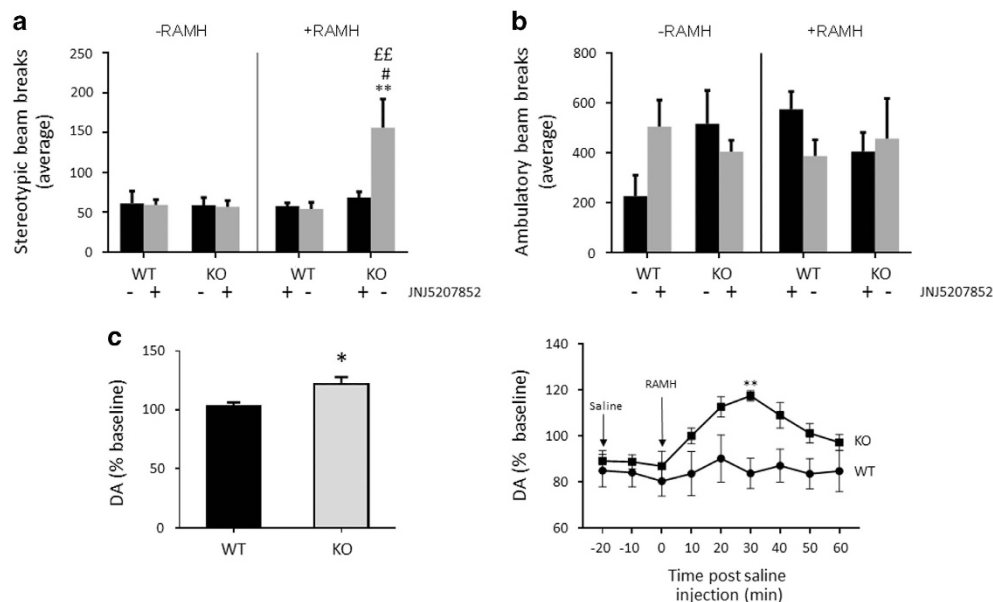 a
-RAMH +RAMH
Stereotypic beam breaks
(average)
250
200
150
100
50
0
££
#
**
WT KO WT KO
- + - + + - + - JNJ5207852
b
-RAMH +RAMH
Ambulatory beam breaks
(average)
800
600
400
200
0
WT KO WT KO
- + - + + - + - JNJ5207852
c
DA (% baseline)
150
100
50
0
*
WT KO
DA (% baseline)
140
120
100
80
60
Saline
RAMH
**
KO
WT
-20 -10 0 10 20 30 40 50 60
Time post saline
injection (min)